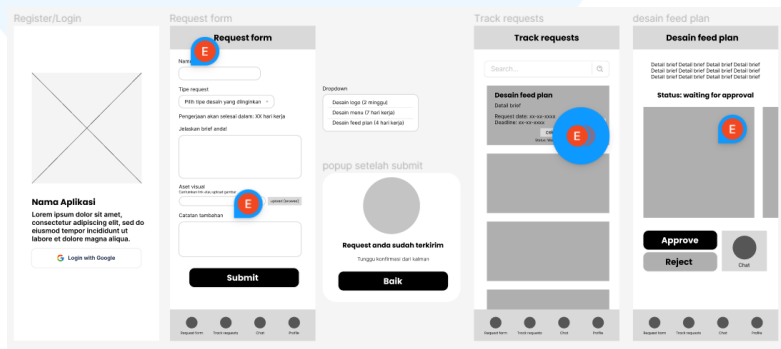 Register/Login
Nama Aplikasi
Lorem ipsum dolor sit amet,
consectetur adipiscing elit, sed do
eiusmod tempor incididunt ut
labore et dolore magna aliqua.
Login with Google
Request form
Request form
E
Nama
Tipe request
Pilih tipe desain yang diinginkan
Pengerjaan akan selesai dalam: XX hari kerja
Jelaskan brief anda!
Aset visual
E
Catatan tambahan
Submit
Request form
Track requests
Chat
Profile
Dropdown
Desain logo (2 minggu)
Desain menu (7 hari kerja)
Desain feed plan (4 hari kerja)
popup setelah submit
Request anda sudah terkirim
Tunggu konfirmasi dari kalman
Baik
Track requests
Track requests
Search...
Desain feed plan
Detail brief
Request date: xx-xx-xxxx
Deadline: xx-xx-xxxx
E
Request form
Track requests
Chat
Profile
desain feed plan
Desain feed plan
Detail brief Detail brief Detail brief Detail brief
Detail brief Detail brief Detail brief Detail brief
Detail brief Detail brief Detail brief Detail brief
Status: waiting for approval
E
Approve
Reject
Chat
Request form
Track requests
Chat
Profile